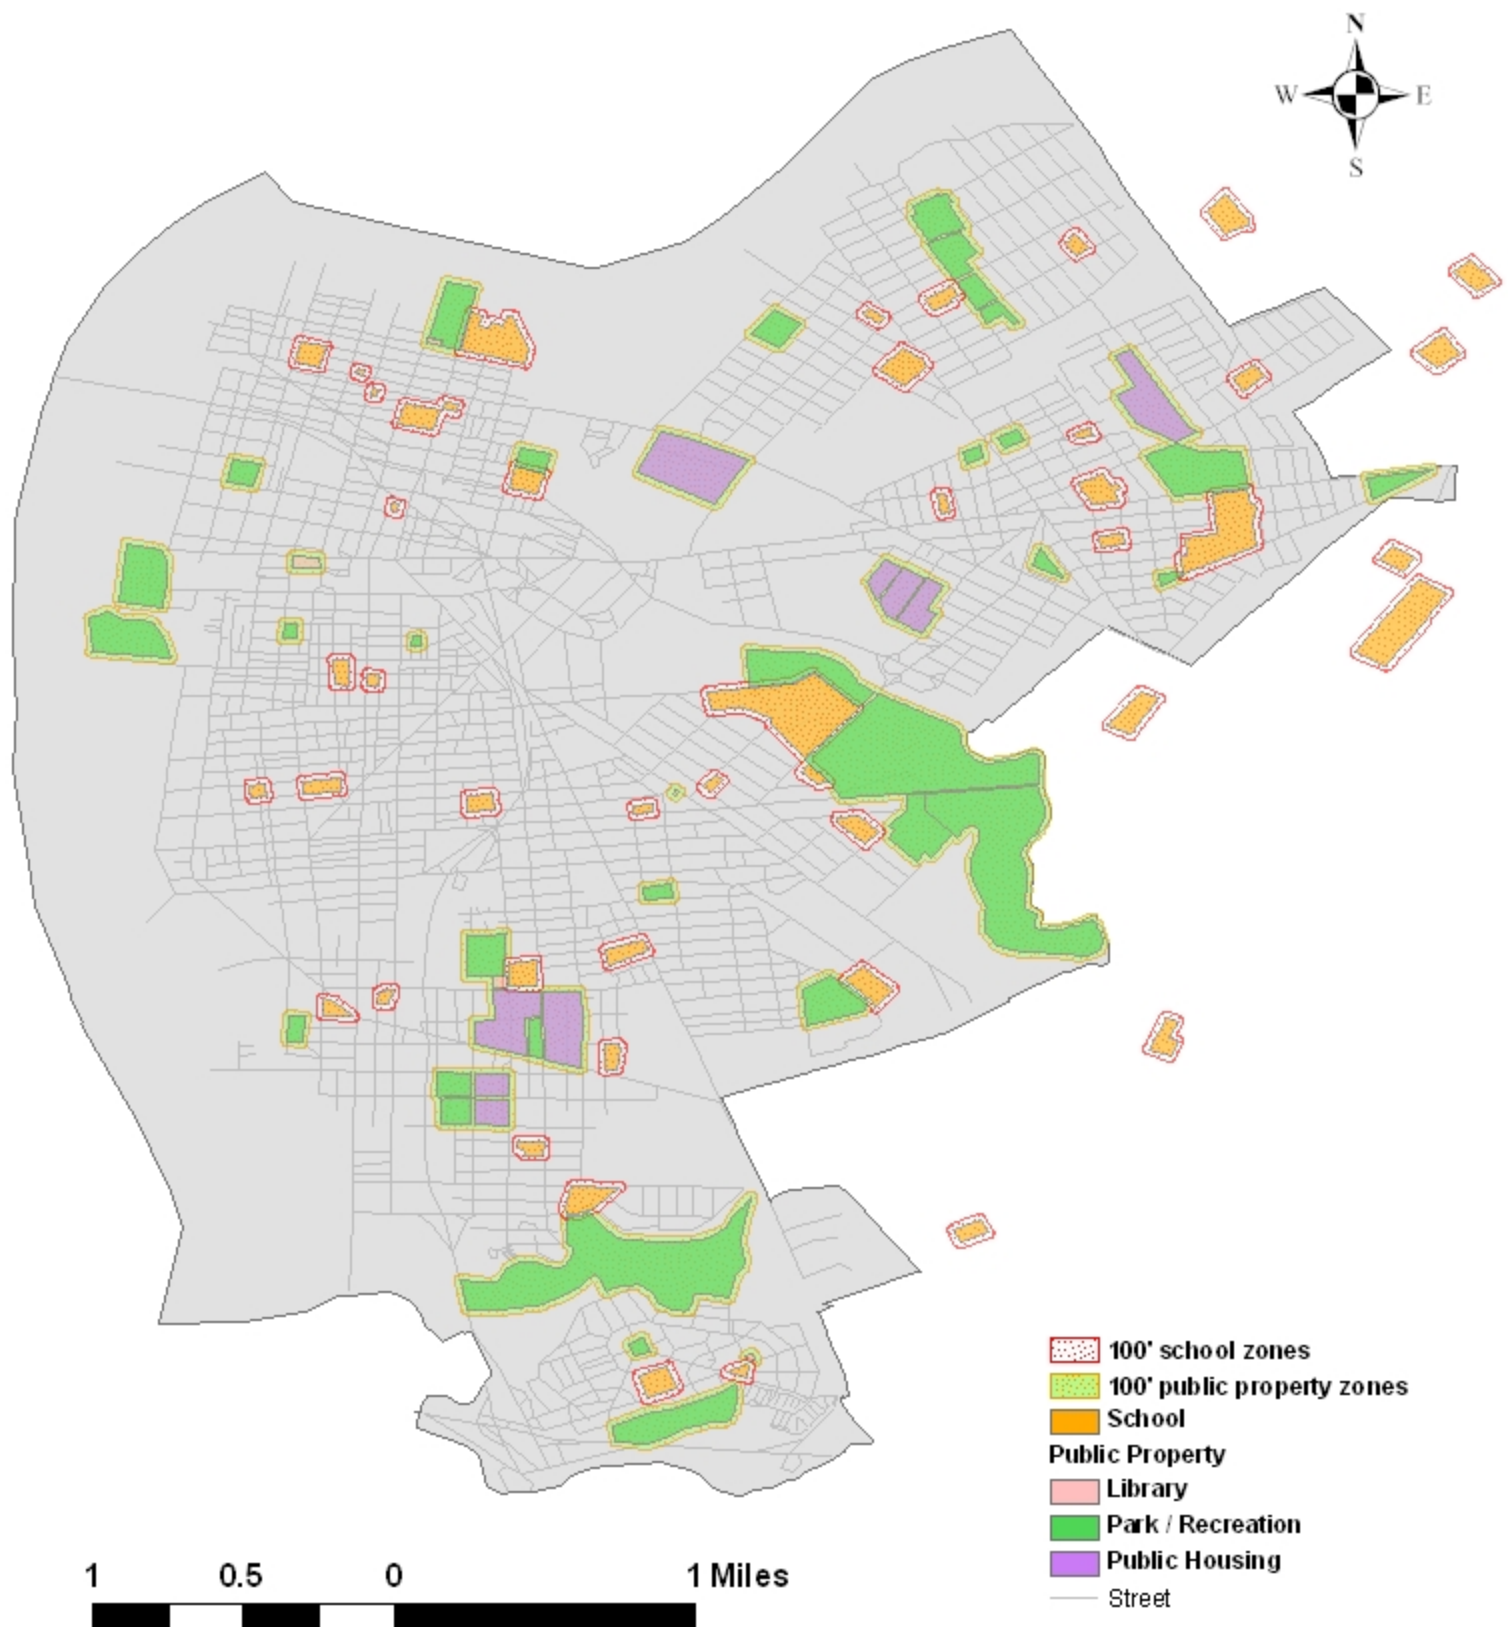 N
W E
S
100' school zones
100' public property zones
School
Public Property
Library
Park / Recreation
Public Housing
Street
1 0.5 0 1 Miles